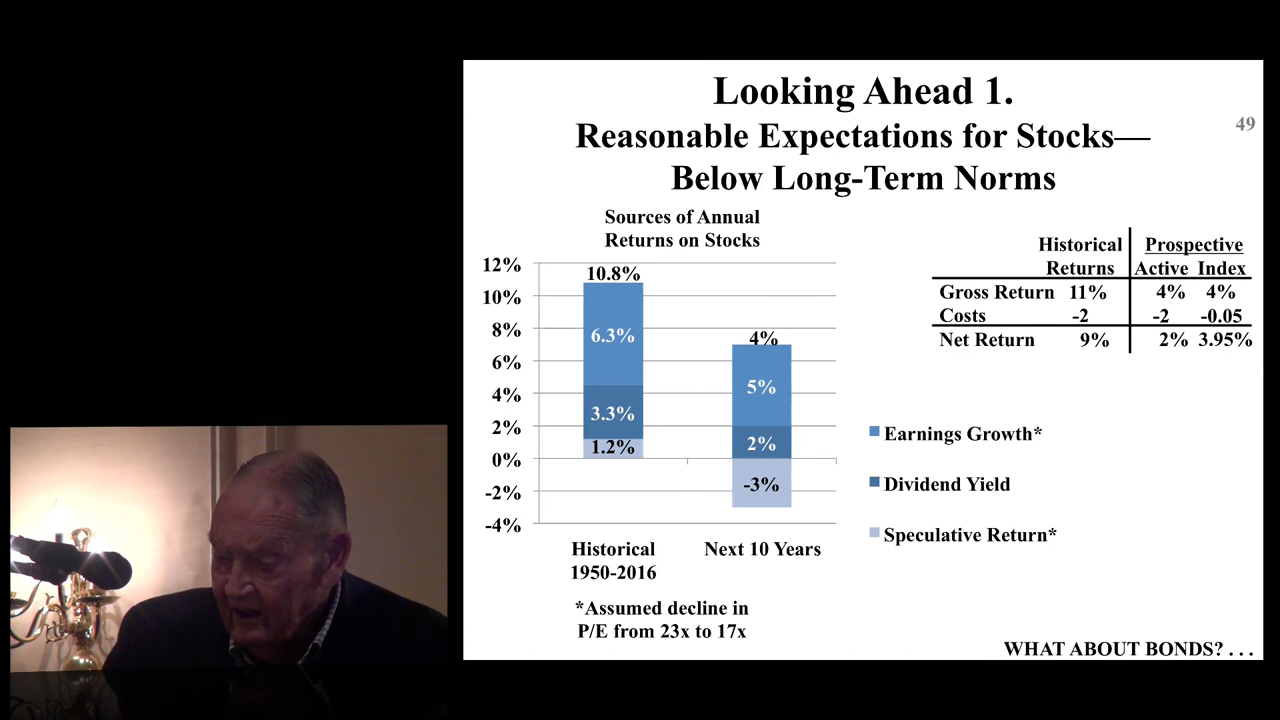 Looking Ahead 1.
49
Reasonable Expectations for Stocks—
Below Long-Term Norms
Sources of Annual
Returns on Stocks
12%
10%
8%
6%
4%
2%
0%
-2%
-4%
10.8%
6.3%
3.3%
1.2%
4%
5%
2%
-3%
Historical
1950-2016
Next 10 Years
*Assumed decline in
P/E from 23x to 17x
Historical Prospective
Returns Active Index
Gross Return 11% 4% 4%
Costs -2 -2 -0.05
Net Return 9% 2% 3.95%
Earnings Growth*
Dividend Yield
Speculative Return*
WHAT ABOUT BONDS? . . .